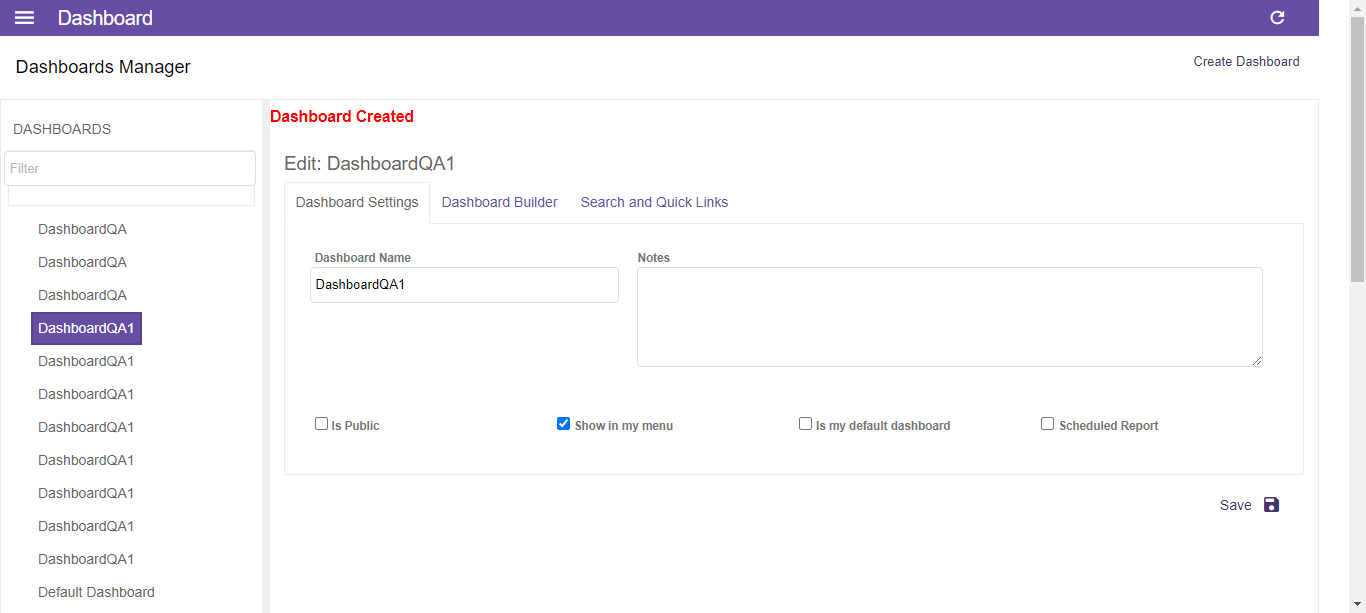 Dashboard
Dashboards Manager
Create Dashboard
DASHBOARDS
Filter
DashboardQA
DashboardQA
DashboardQA
DashboardQA1
DashboardQA1
DashboardQA1
DashboardQA1
DashboardQA1
DashboardQA1
DashboardQA1
DashboardQA1
Default Dashboard
Dashboard Created
Edit: DashboardQA1
Dashboard Settings Dashboard Builder Search and Quick Links
Dashboard Name Notes
DashboardQA1
Is Public Show in my menu Is my default dashboard Scheduled Report
Save